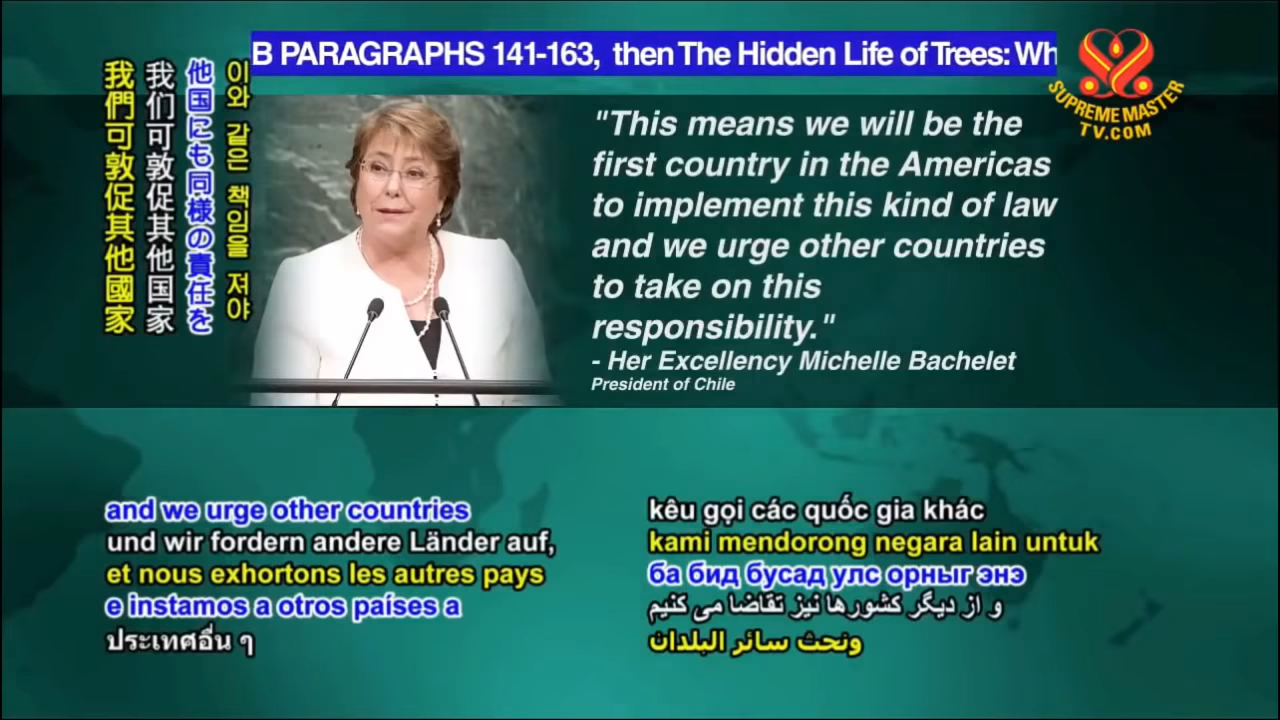 B PARAGRAPHS 141-163, then The Hidden Life of Trees: Wh
SUPREME MASTER
TV.COM
이와 같은 책임을 져야
他国にも同様の責任を
我们可敦促其他国家
我們可敦促其他國家
"This means we will be the
first country in the Americas
to implement this kind of law
and we urge other countries
to take on this
responsibility."
- Her Excellency Michelle Bachelet
President of Chile
and we urge other countries
und wir fordern andere Länder auf,
et nous exhortons les autres pays
e instamos a otros países a
ประเทศอื่น ๆ
kêu gọi các quốc gia khác
kami mendorong negara lain untuk
ба бид бусад улс орныг энэ
و از دیگر کشورها نیز تقاضا می کنیم
ونحث سائر البلدان